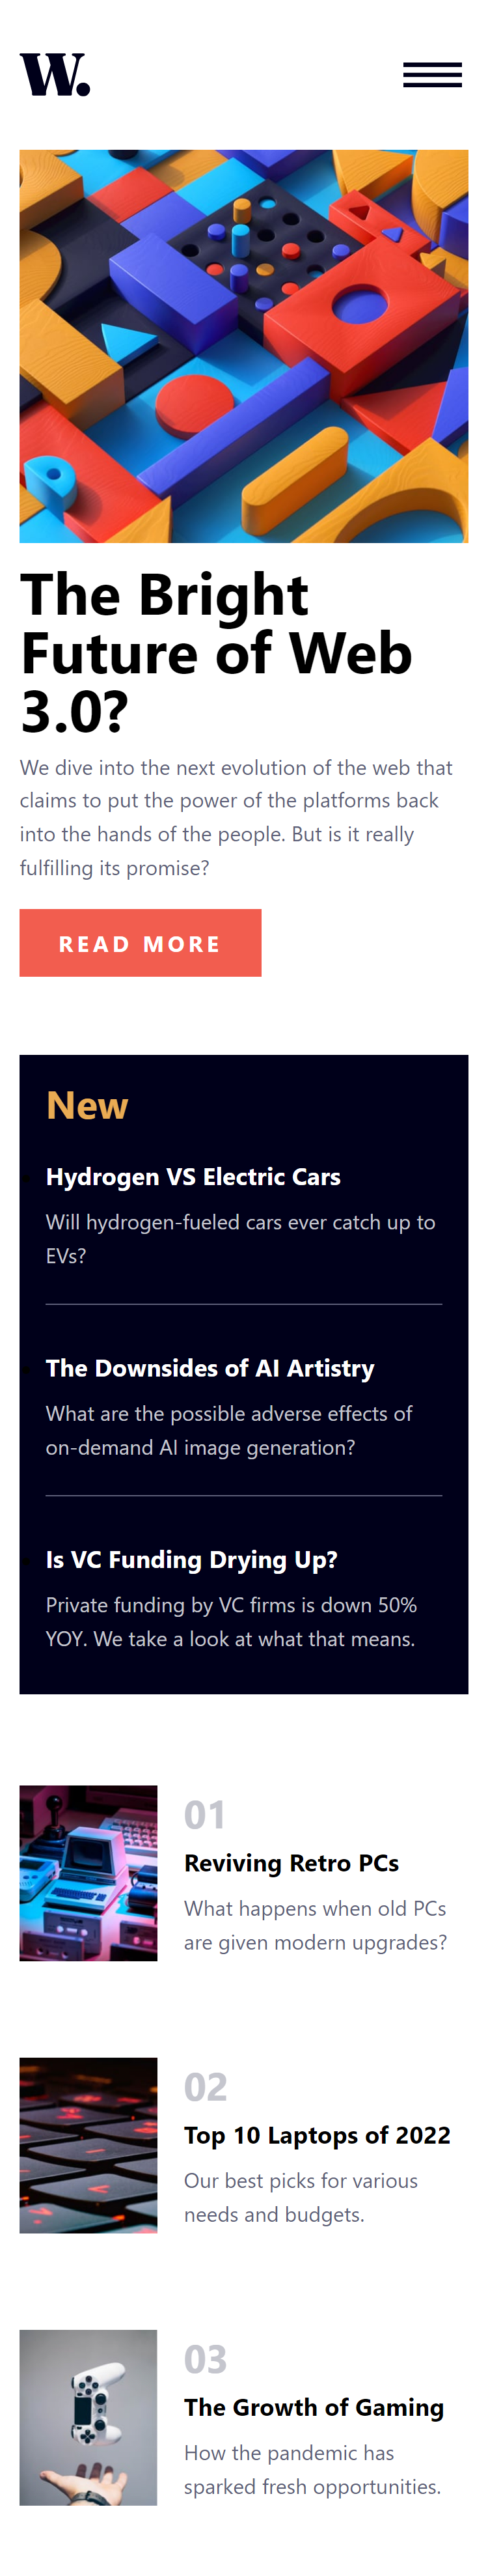 W.
The Bright
Future of Web
3.0?
We dive into the next evolution of the web that
claims to put the power of the platforms back
into the hands of the people. But is it really
fulfilling its promise?
READ MORE
New
Hydrogen VS Electric Cars
Will hydrogen-fueled cars ever catch up to
EVs?
The Downsides of AI Artistry
What are the possible adverse effects of
on-demand AI image generation?
Is VC Funding Drying Up?
Private funding by VC firms is down 50%
YOY. We take a look at what that means.
01
Reviving Retro PCs
What happens when old PCs
are given modern upgrades?
02
Top 10 Laptops of 2022
Our best picks for various
needs and budgets.
03
The Growth of Gaming
How the pandemic has
sparked fresh opportunities.